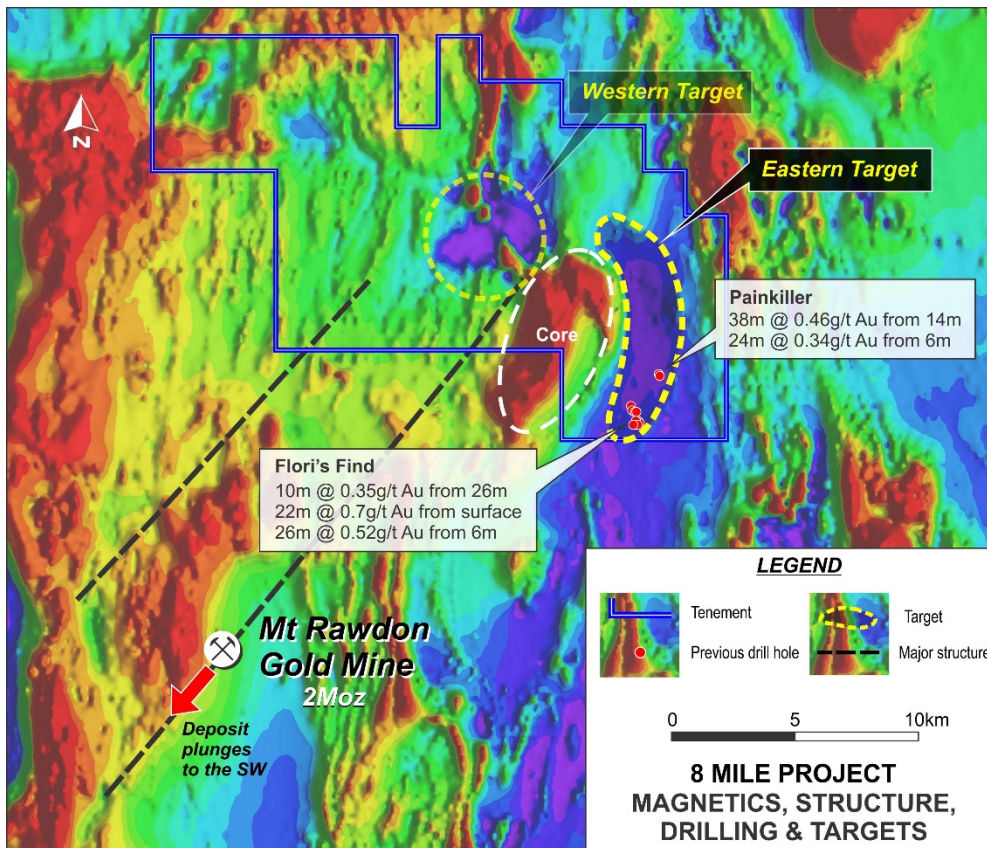 Western Target
Eastern Target
N
Painkiller
38m @ 0.46g/t Au from 14m
24m @ 0.34g/t Au from 6m
Core
Flori's Find
10m @ 0.35g/t Au from 26m
22m @ 0.7g/t Au from surface
26m @ 0.52g/t Au from 6m
Mt Rawdon
Gold Mine
2Moz
Deposit
plunges
to the SW
LEGEND
Tenement
Target
Previous drill hole
Major structure
0 5 10km
8 MILE PROJECT
MAGNETICS, STRUCTURE,
DRILLING & TARGETS